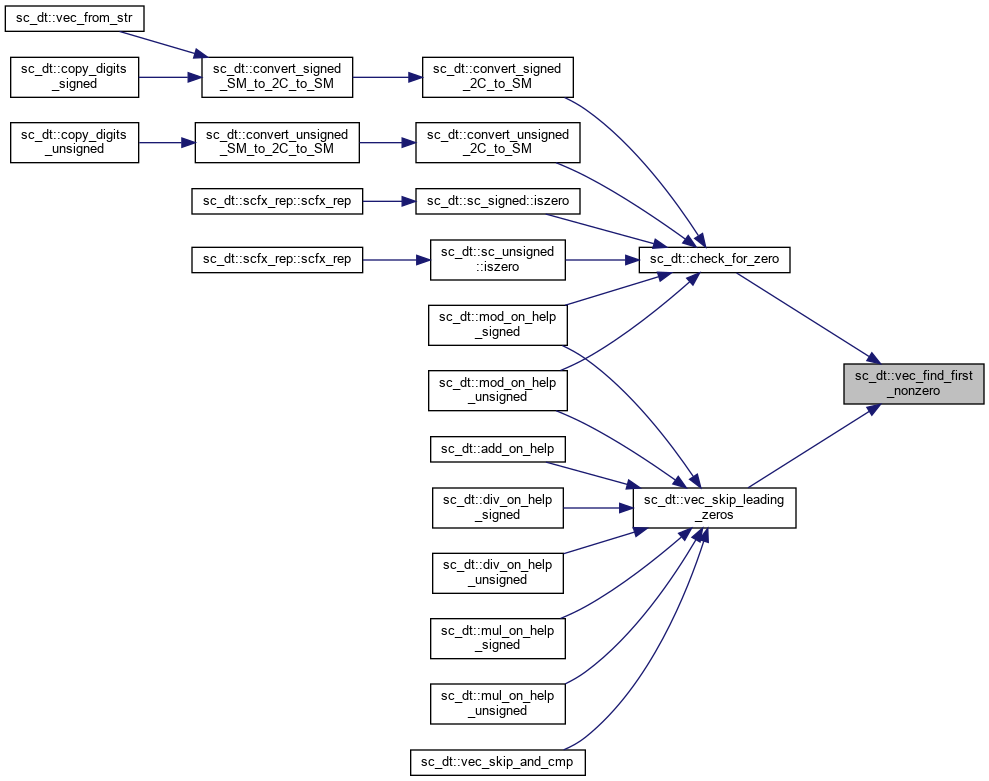 sc_dt::vec_from_str
sc_dt::copy_digits
_signed
sc_dt::convert_signed
_SM_to_2C_to_SM
sc_dt::convert_signed
_2C_to_SM
sc_dt::copy_digits
_unsigned
sc_dt::convert_unsigned
_SM_to_2C_to_SM
sc_dt::convert_unsigned
_2C_to_SM
sc_dt::scfx_rep::scfx_rep
sc_dt::sc_signed::iszero
sc_dt::scfx_rep::scfx_rep
sc_dt::sc_unsigned
::iszero
sc_dt::check_for_zero
sc_dt::mod_on_help
_signed
sc_dt::mod_on_help
_unsigned
sc_dt::vec_find_first
_nonzero
sc_dt::add_on_help
sc_dt::div_on_help
_signed
sc_dt::vec_skip_leading
_zeros
sc_dt::div_on_help
_unsigned
sc_dt::mul_on_help
_signed
sc_dt::mul_on_help
_unsigned
sc_dt::vec_skip_and_cmp